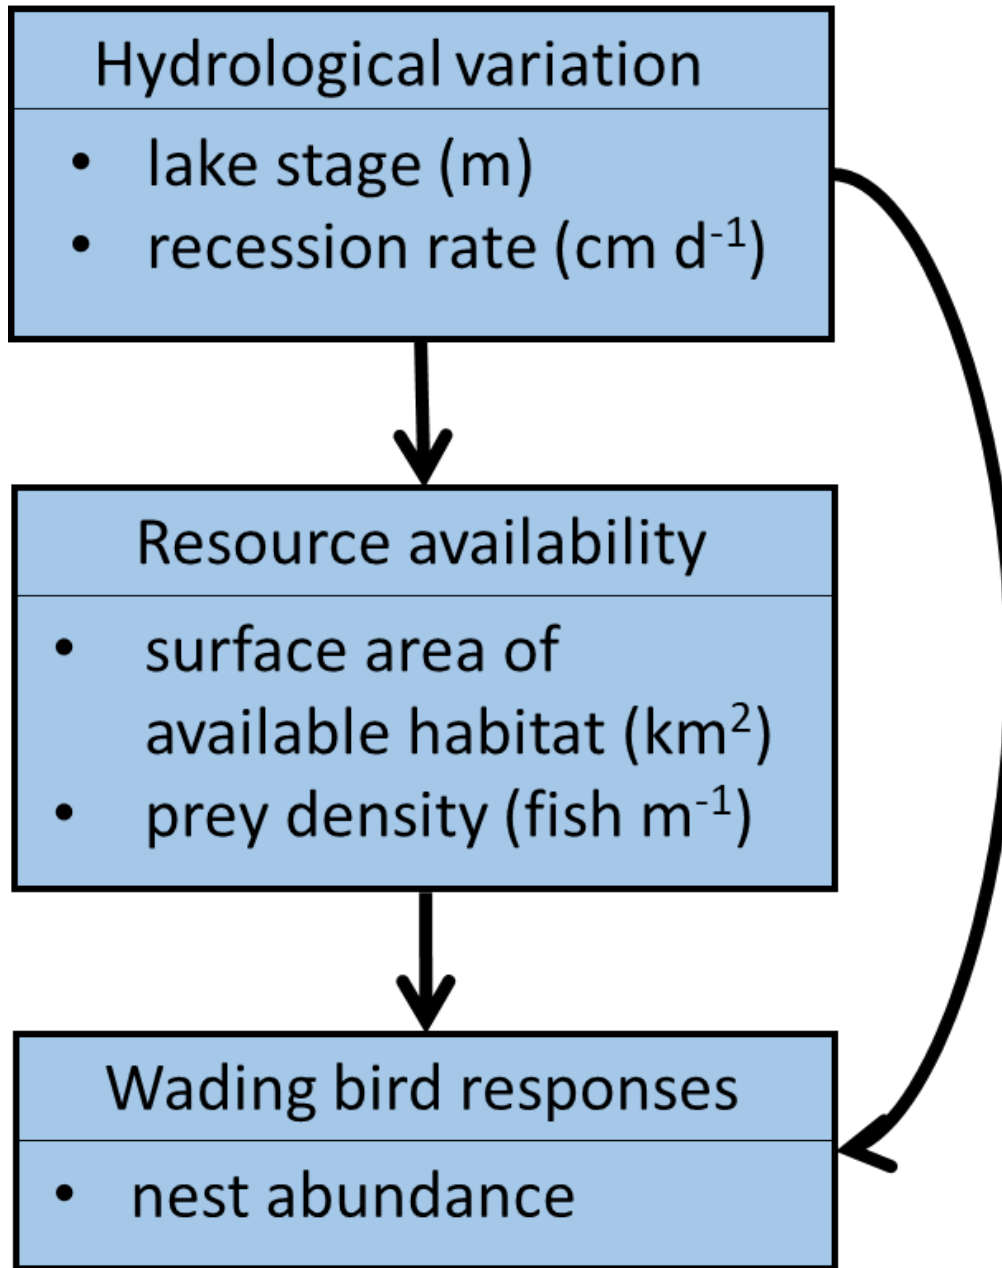 Hydrological variation
• lake stage (m)
• recession rate (cm d⁻¹)
Resource availability
• surface area of
available habitat (km²)
• prey density (fish m⁻¹)
Wading bird responses
• nest abundance